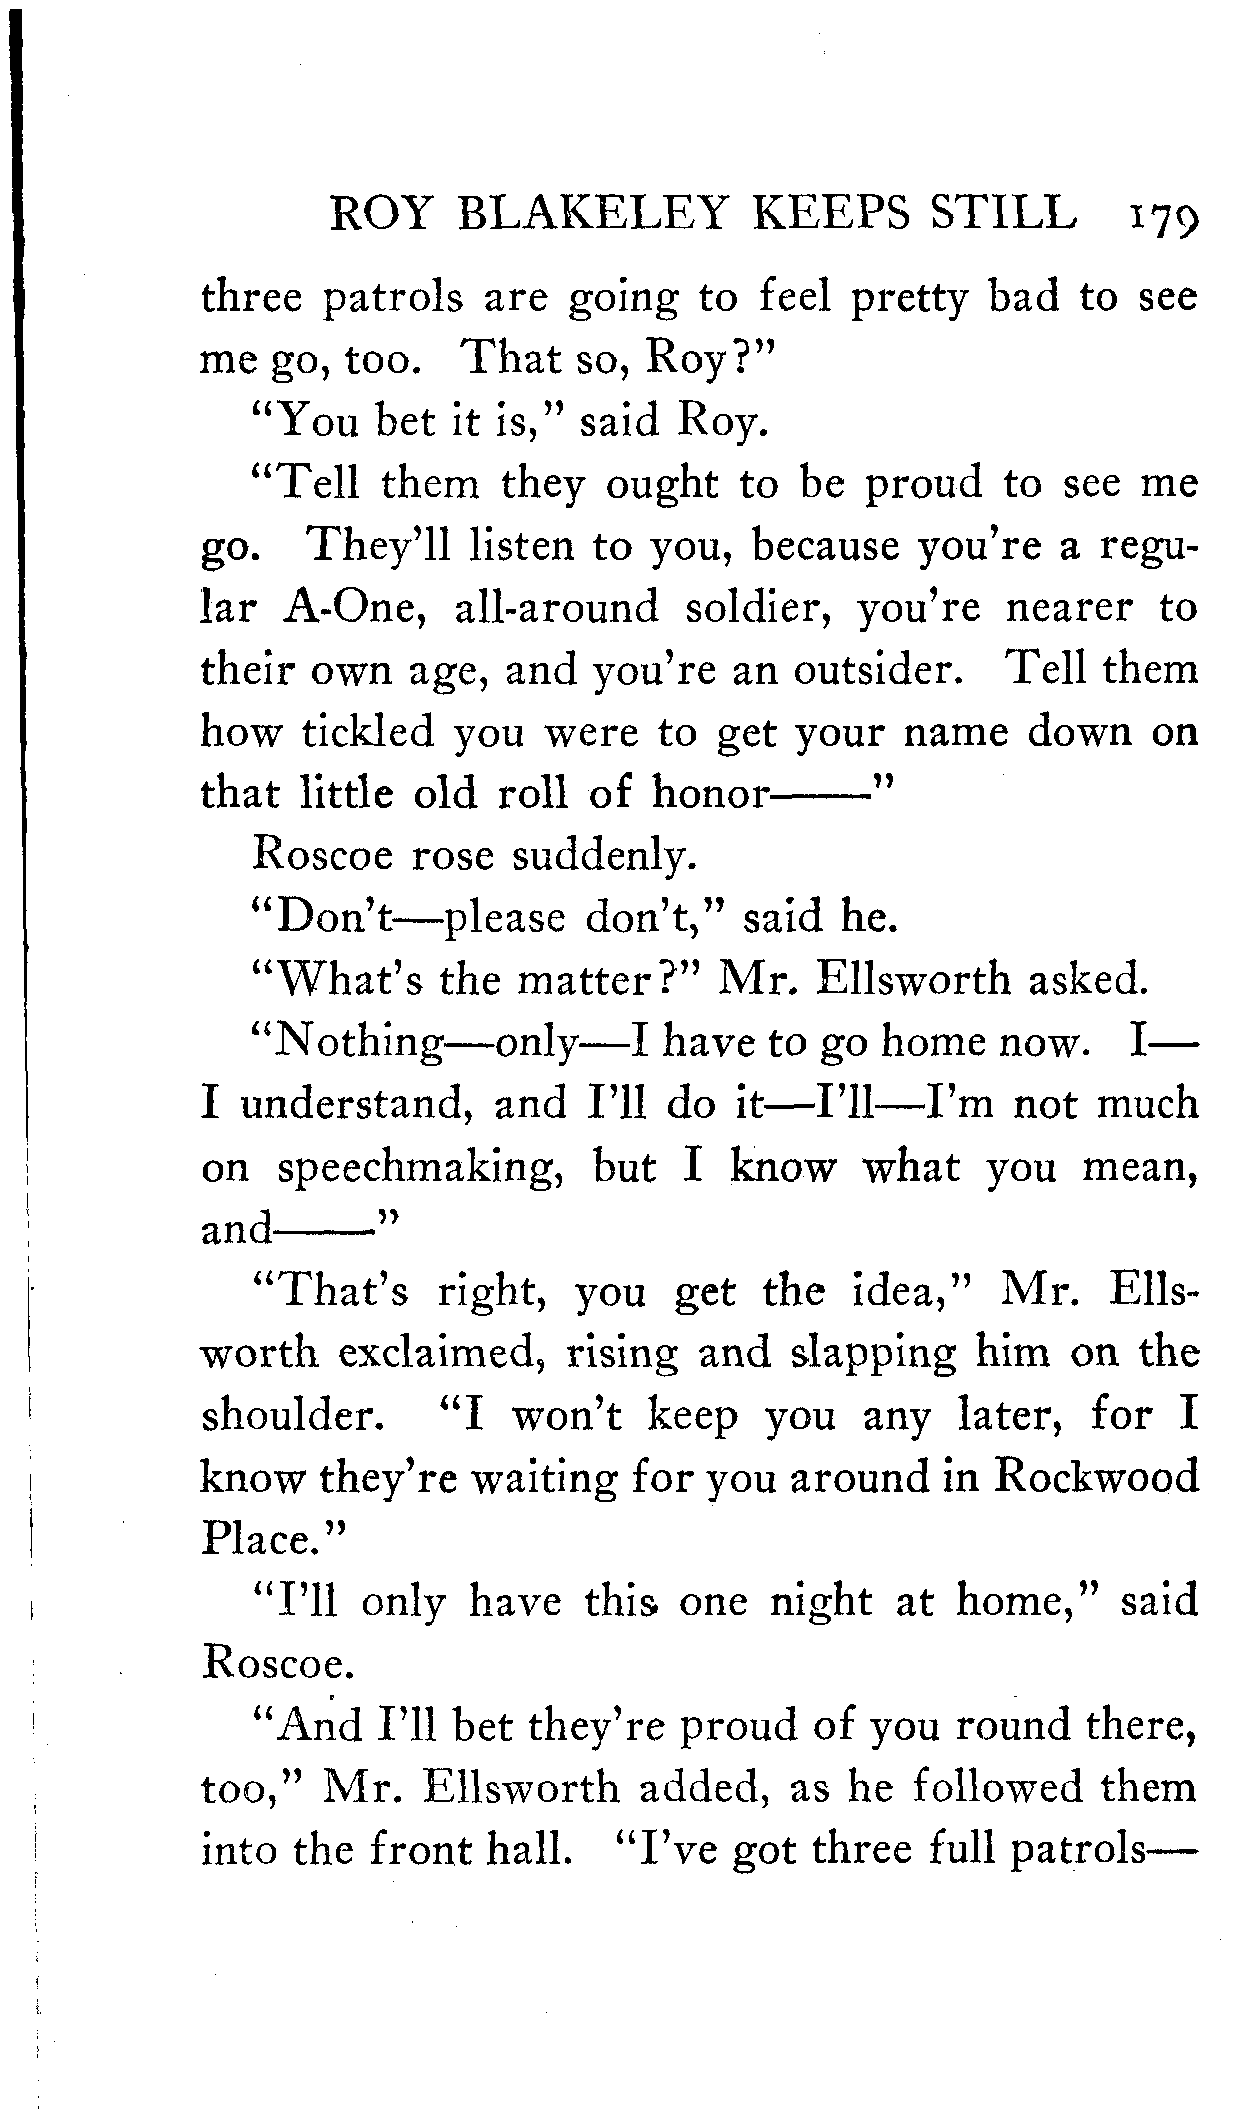 ROY BLAKELEY KEEPS STILL 179
three patrols are going to feel pretty bad to see
me go, too. That so, Roy?”
“You bet it is,” said Roy.
“Tell them they ought to be proud to see me
go. They’ll listen to you, because you’re a regu-
lar A-One, all-around soldier, you’re nearer to
their own age, and you’re an outsider. Tell them
how tickled you were to get your name down on
that little old roll of honor——”
Roscoe rose suddenly.
“Don’t—please don’t,” said he.
“What’s the matter?” Mr. Ellsworth asked.
“Nothing—only—I have to go home now. I—
I understand, and I’ll do it—I’ll—I’m not much
on speechmaking, but I know what you mean,
and——”
“That’s right, you get the idea,” Mr. Ells-
worth exclaimed, rising and slapping him on the
shoulder. “I won’t keep you any later, for I
know they’re waiting for you around in Rockwood
Place.”
“I’ll only have this one night at home,” said
Roscoe.
“And I’ll bet they’re proud of you round there,
too,” Mr. Ellsworth added, as he followed them
into the front hall. “I’ve got three full patrols—